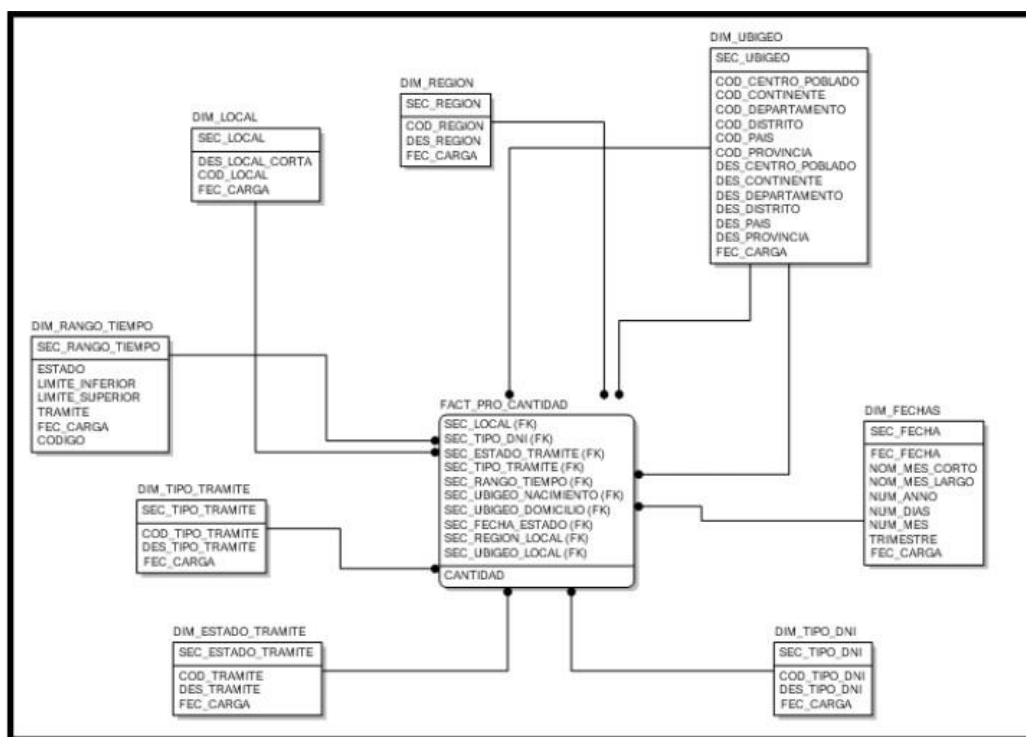 DIM_UBIGEO
SEC_UBIGEO
COD_CENTRO_POBLADO
COD_CONTINENTE
COD_DEPARTAMENTO
COD_DISTRITO
COD_PAIS
COD_PROVINCIA
DES_CENTRO_POBLADO
DES_CONTINENTE
DES_DEPARTAMENTO
DES_DISTRITO
DES_PAIS
DES_PROVINCIA
FEC_CARGA
DIM_REGION
SEC_REGION
COD_REGION
DES_REGION
FEC_CARGA
DIM_LOCAL
SEC_LOCAL
DES_LOCAL_CORTA
COD_LOCAL
FEC_CARGA
DIM_RANGO_TIEMPO
SEC_RANGO_TIEMPO
ESTADO
LIMITE_INFERIOR
LIMITE_SUPERIOR
TRAMITE
FEC_CARGA
CODIGO
FACT_PRO_CANTIDAD
SEC_LOCAL (FK)
SEC_TIPO_DNI (FK)
SEC_ESTADO_TRAMITE (FK)
SEC_TIPO_TRAMITE (FK)
SEC_RANGO_TIEMPO (FK)
SEC_UBIGEO_NACIMIENTO (FK)
SEC_UBIGEO_DOMICILIO (FK)
SEC_FECHA_ESTADO (FK)
SEC_REGION_LOCAL (FK)
SEC_UBIGEO_LOCAL (FK)
CANTIDAD
DIM_FECHAS
SEC_FECHA
FEC_FECHA
NOM_MES_CORTO
NOM_MES_LARGO
NUM_ANNO
NUM_DIAS
NUM_MES
TRIMESTRE
FEC_CARGA
DIM_TIPO_TRAMITE
SEC_TIPO_TRAMITE
COD_TIPO_TRAMITE
DES_TIPO_TRAMITE
FEC_CARGA
DIM_ESTADO_TRAMITE
SEC_ESTADO_TRAMITE
COD_TRAMITE
DES_TRAMITE
FEC_CARGA
DIM_TIPO_DNI
SEC_TIPO_DNI
COD_TIPO_DNI
DES_TIPO_DNI
FEC_CARGA